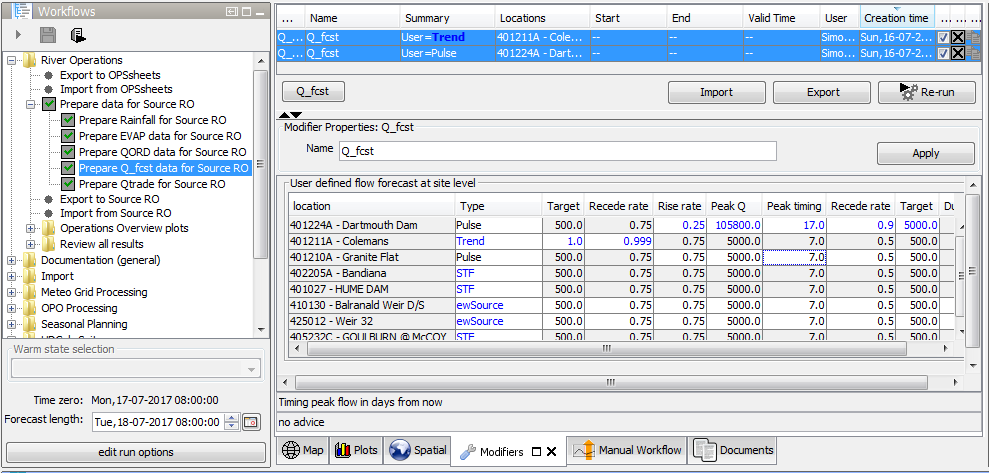 Workflows
River Operations
Export to OPSsheets
Import from OPSsheets
Prepare data for Source RO
Prepare Rainfall for Source RO
Prepare EVAP data for Source RO
Prepare QORD data for Source RO
Prepare Q_fcst data for Source RO
Prepare Qtrade for Source RO
Export to Source RO
Import from Source RO
Operations Overview plots
Review all results
Documentation (general)
Import
Meteo Grid Processing
OPO Processing
Seasonal Planning
Warm state selection
Time zero: Mon,17-07-2017 08:00:00
Forecast length: Tue,18-07-2017 08:00:00
edit run options
... Name Summary Locations Start End Valid Time User Creation time ... ... ...
Q_... Q_fcst User=Trend 401211A - Cole... -- -- -- Simo... Sun,16-07-2...
Q_... Q_fcst User=Pulse 401224A - Dart... -- -- -- Simo... Sun,16-07-2...
Q_fcst Import Export Re-run
Modifier Properties: Q_fcst
Name Q_fcst Apply
User defined flow forecast at site level
location Type Target Recede rate Rise rate Peak Q Peak timing Recede rate Target Du
401224A - Dartmouth Dam Pulse 500.0 0.75 0.25 105800.0 17.0 0.9 5000.0
401211A - Colemans Trend 1.0 0.999 0.75 5000.0 7.0 0.5 500.0
401210A - Granite Flat Pulse 500.0 0.75 0.75 5000.0 7.0 0.5 500.0
402205A - Bandiana STF 500.0 0.75 0.75 5000.0 7.0 0.5 500.0
401027 - HUME DAM STF 500.0 0.75 0.75 5000.0 7.0 0.5 500.0
410130 - Balranald Weir D/S ewSource 500.0 0.75 0.75 5000.0 7.0 0.5 500.0
425012 - Weir 32 ewSource 500.0 0.75 0.75 5000.0 7.0 0.5 500.0
405232C - GOULBURN @ McCOY STF 500.0 0.75 0.75 5000.0 7.0 0.5 500.0
Timing peak flow in days from now
no advice
Map Plots Spatial Modifiers Manual Workflow Documents